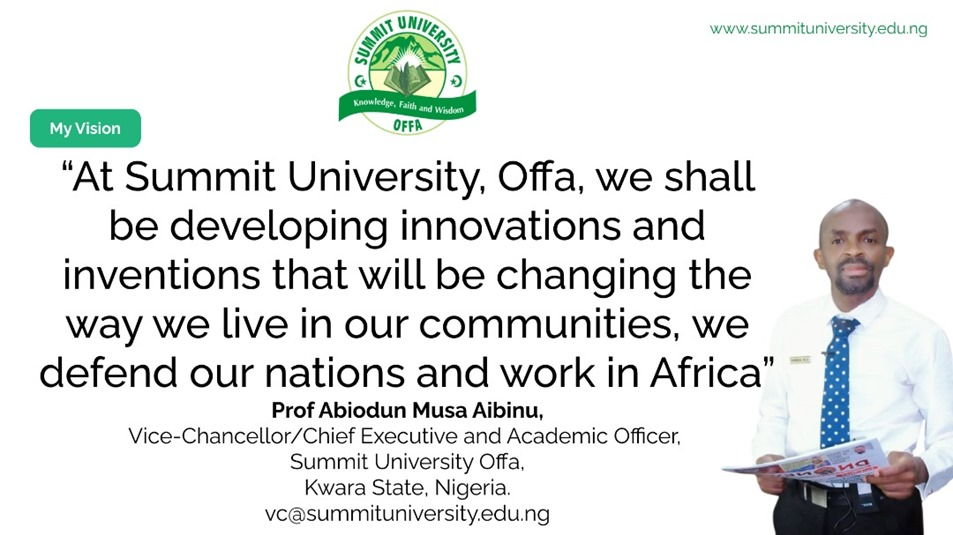 www.summituniversity.edu.ng
SUMMIT UNIVERSITY
Knowledge, Faith and Wisdom
OFFA
My Vision
“At Summit University, Offa, we shall
be developing innovations and
inventions that will be changing the
way we live in our communities, we
defend our nations and work in Africa”
Prof Abiodun Musa Aibinu,
Vice-Chancellor/Chief Executive and Academic Officer,
Summit University Offa,
Kwara State, Nigeria.
vc@summituniversity.edu.ng